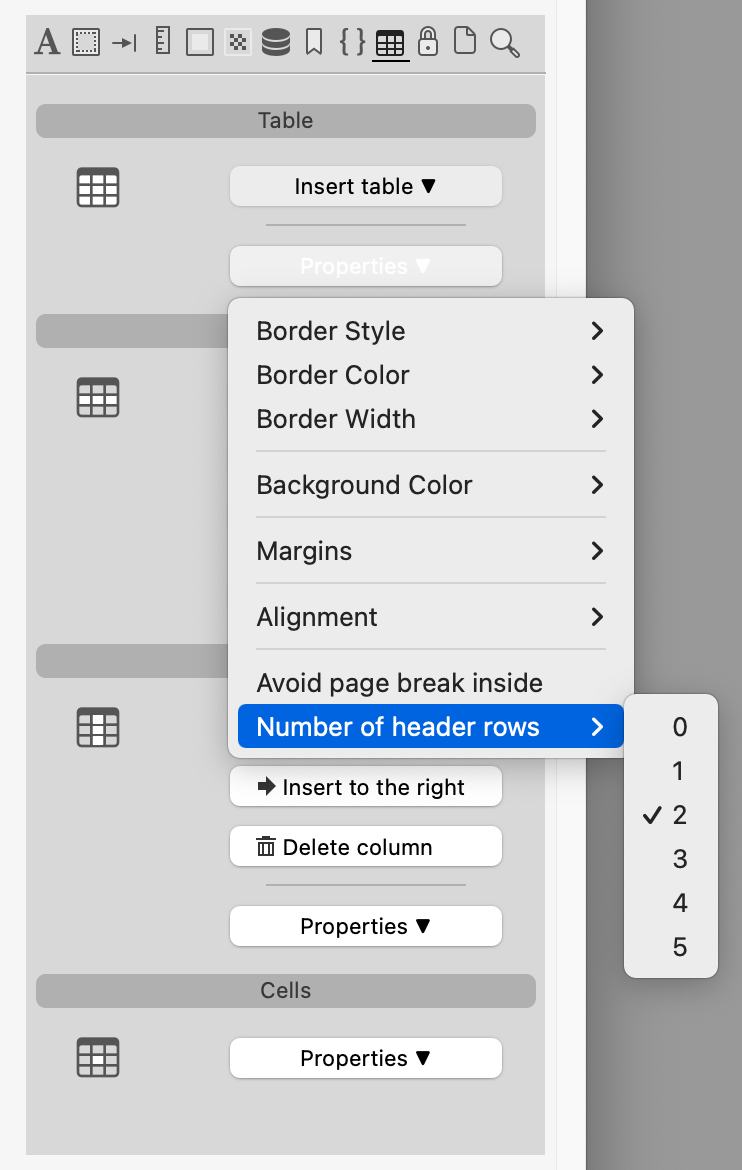 A { }
Table
Insert table ▼
Properties ▼
Border Style
Border Color
Border Width
Background Color
Margins
Alignment
Avoid page break inside
Number of header rows
0
1
2
3
4
5
Insert to the right
Delete column
Properties ▼
Cells
Properties ▼